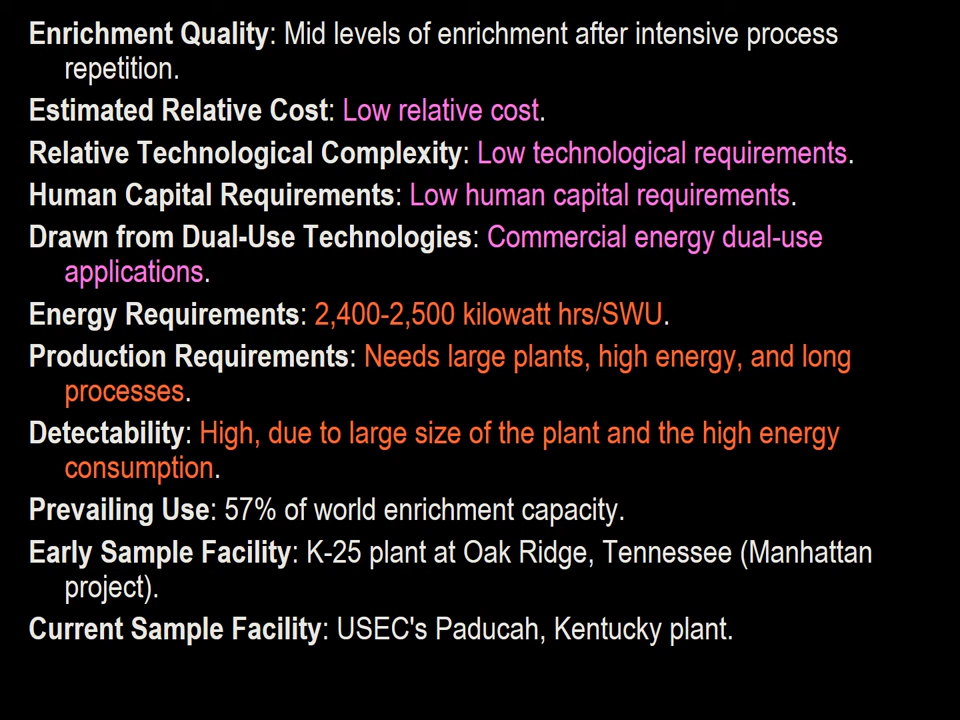 Enrichment Quality: Mid levels of enrichment after intensive process
repetition.
Estimated Relative Cost: Low relative cost.
Relative Technological Complexity: Low technological requirements.
Human Capital Requirements: Low human capital requirements.
Drawn from Dual-Use Technologies: Commercial energy dual-use
applications.
Energy Requirements: 2,400-2,500 kilowatt hrs/SWU.
Production Requirements: Needs large plants, high energy, and long
processes.
Detectability: High, due to large size of the plant and the high energy
consumption.
Prevailing Use: 57% of world enrichment capacity.
Early Sample Facility: K-25 plant at Oak Ridge, Tennessee (Manhattan
project).
Current Sample Facility: USEC's Paducah, Kentucky plant.